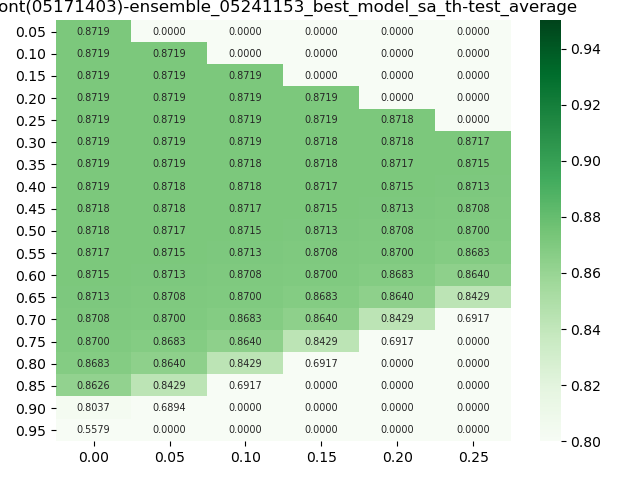 ont(05171403)-ensemble_05241153_best_model_sa_th-test_average
0.05 0.8719 0.0000 0.0000 0.0000 0.0000 0.0000
0.10 0.8719 0.8719 0.0000 0.0000 0.0000 0.0000
0.15 0.8719 0.8719 0.8719 0.0000 0.0000 0.0000
0.20 0.8719 0.8719 0.8719 0.8719 0.0000 0.0000
0.25 0.8719 0.8719 0.8719 0.8719 0.8718 0.0000
0.30 0.8719 0.8719 0.8719 0.8718 0.8718 0.8717
0.35 0.8719 0.8719 0.8718 0.8718 0.8717 0.8715
0.40 0.8719 0.8718 0.8718 0.8717 0.8715 0.8713
0.45 0.8718 0.8718 0.8717 0.8715 0.8713 0.8708
0.50 0.8718 0.8717 0.8715 0.8713 0.8708 0.8700
0.55 0.8717 0.8715 0.8713 0.8708 0.8700 0.8683
0.60 0.8715 0.8713 0.8708 0.8700 0.8683 0.8640
0.65 0.8713 0.8708 0.8700 0.8683 0.8640 0.8429
0.70 0.8708 0.8700 0.8683 0.8640 0.8429 0.6917
0.75 0.8700 0.8683 0.8640 0.8429 0.6917 0.0000
0.80 0.8683 0.8640 0.8429 0.6917 0.0000 0.0000
0.85 0.8626 0.8429 0.6917 0.0000 0.0000 0.0000
0.90 0.8037 0.6894 0.0000 0.0000 0.0000 0.0000
0.95 0.5579 0.0000 0.0000 0.0000 0.0000 0.0000
0.00 0.05 0.10 0.15 0.20 0.25
0.94
0.92
0.90
0.88
0.86
0.84
0.82
0.80